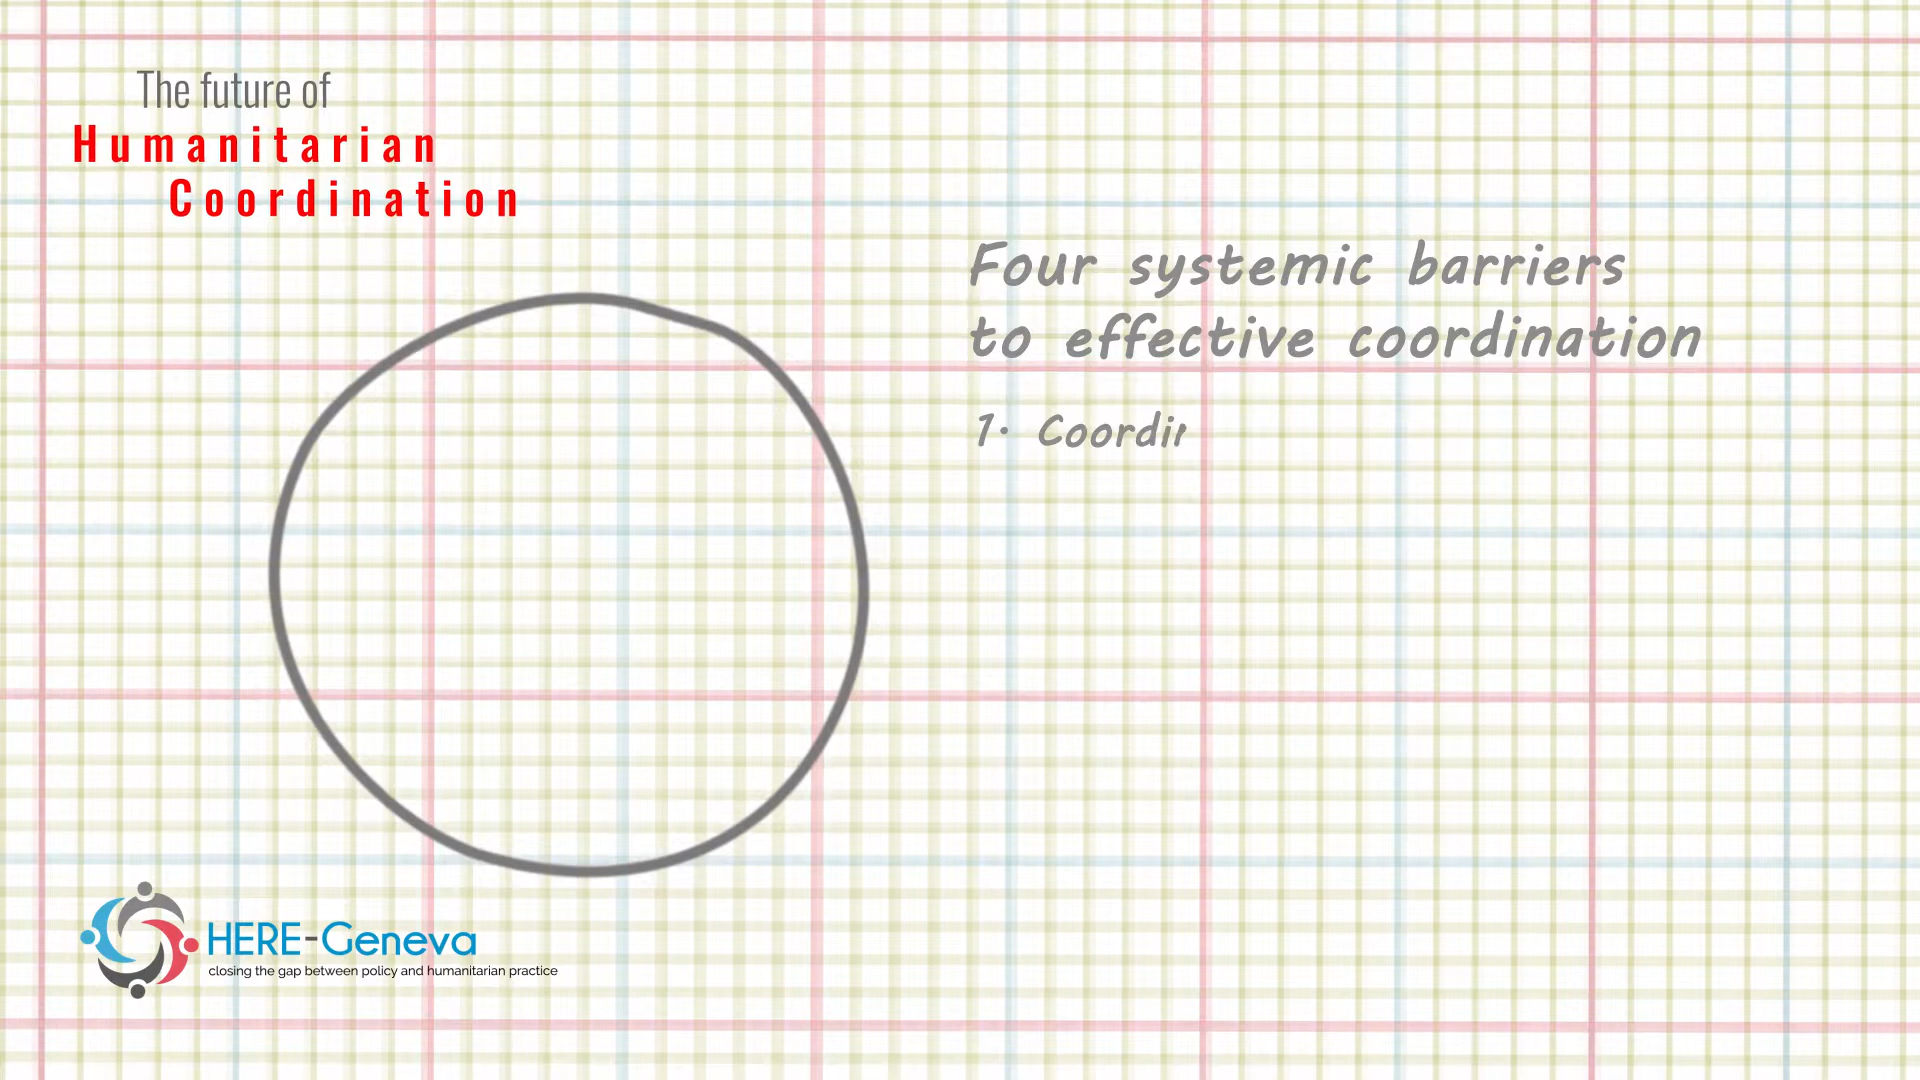 The future of
Humanitarian
Coordination
Four systemic barriers
to effective coordination
1. Coordi
HERE-Geneva
closing the gap between policy and humanitarian practice